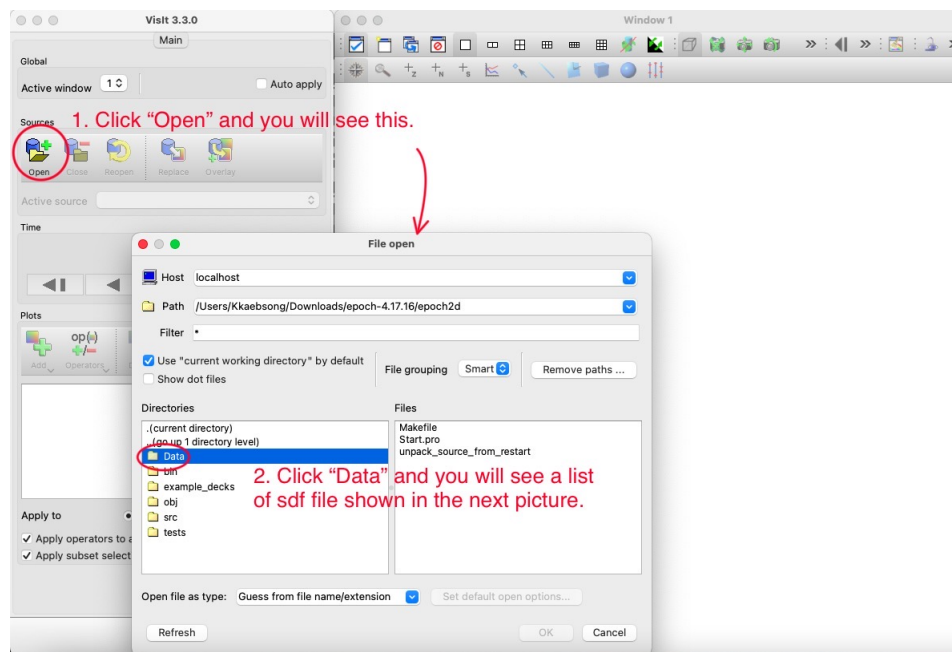 VisIt 3.3.0
Window 1
Main
Global
Active window 1
Auto apply
Sources
1. Click “Open” and you will see this.
Open Close Reopen Replace Overlay
Active source
Time
File open
Host localhost
Path /Users/Kkaebsong/Downloads/epoch-4.17.16/epoch2d
Filter *
Use "current working directory" by default
Show dot files
File grouping Smart
Remove paths ...
Plots
op(=)
+/-
Add Operators
Directories
.(current directory)
..(go up 1 directory level)
Data
bin
example_decks
obj
src
tests
Files
Makefile
Start.pro
unpack_source_from_restart
2. Click “Data” and you will see a list
of sdf file shown in the next picture.
Apply to
Apply operators to a
Apply subset select
Open file as type: Guess from file name/extension
Set default open options...
Refresh
OK
Cancel